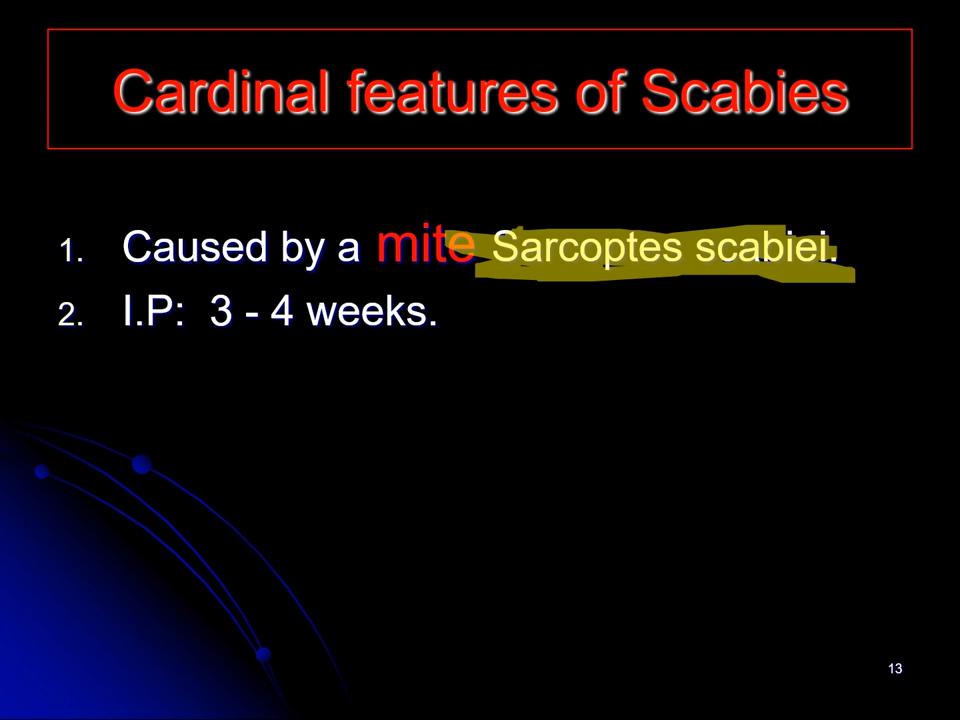 Cardinal features of Scabies
1. Caused by a mite Sarcoptes scabiei.
2. I.P: 3 - 4 weeks.
13